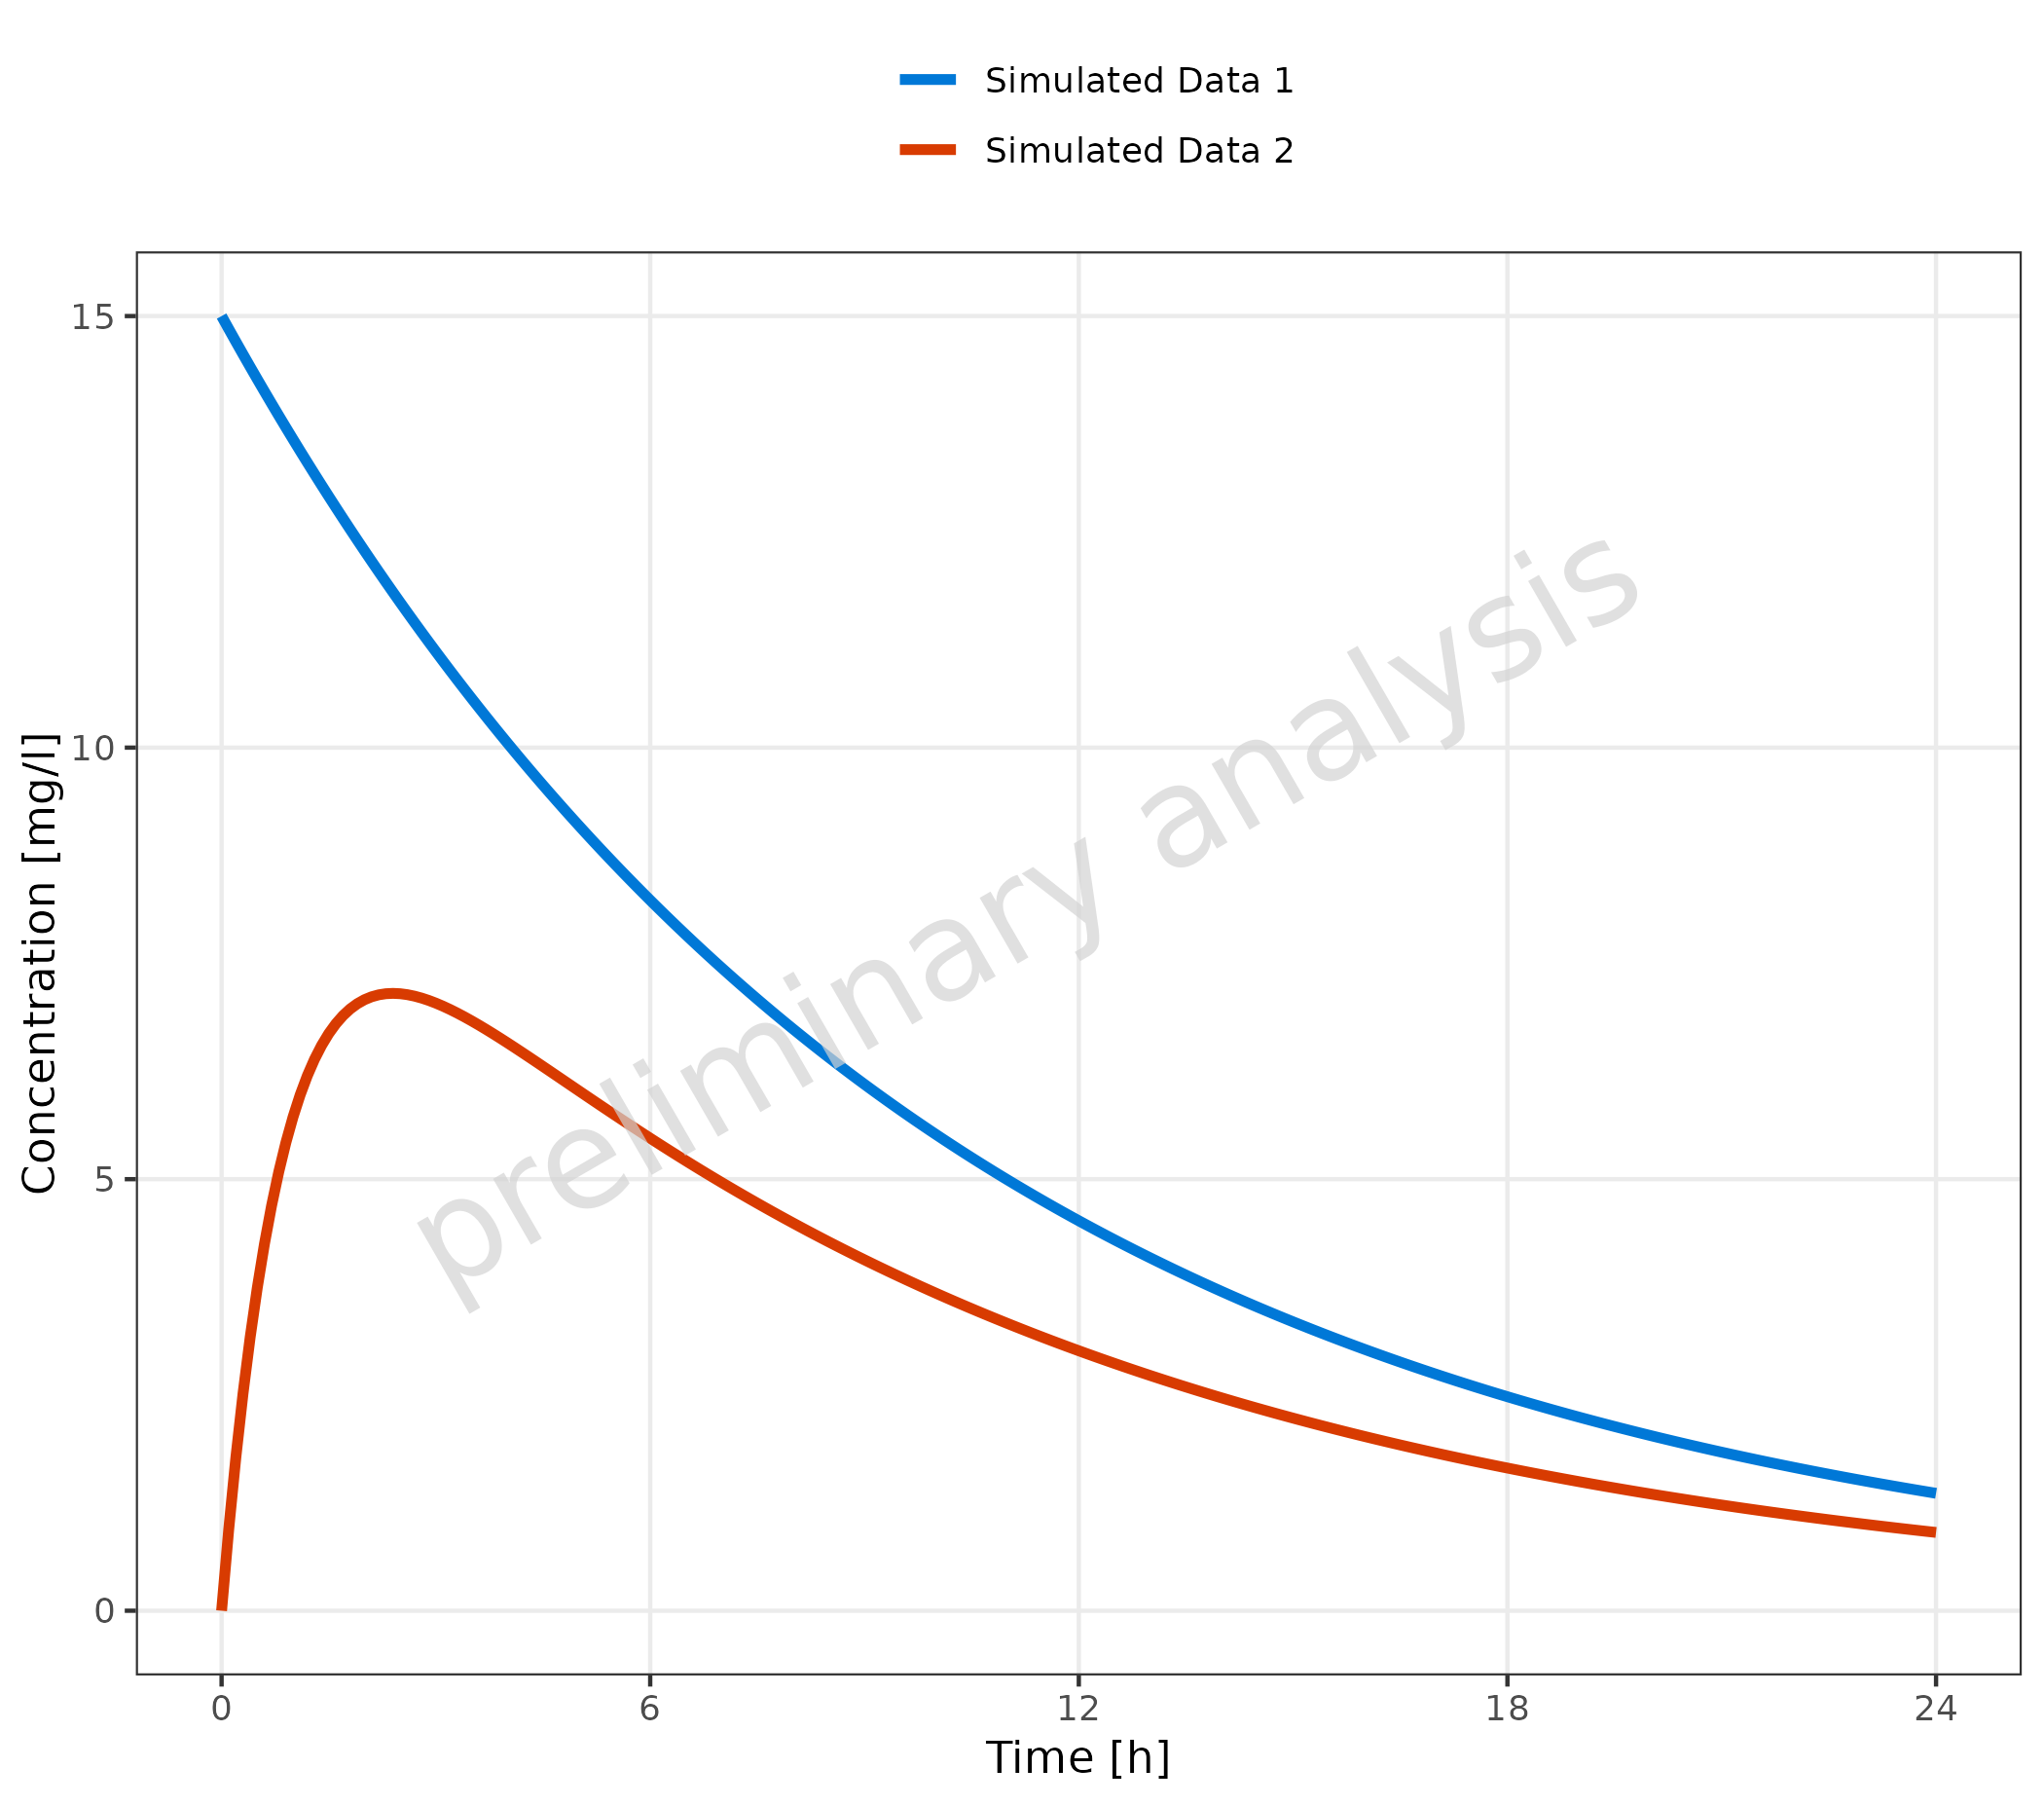 Simulated Data 1
Simulated Data 2
Concentration [mg/l]
15
10
5
0
preliminary analysis
0 6 12 18 24
Time [h]